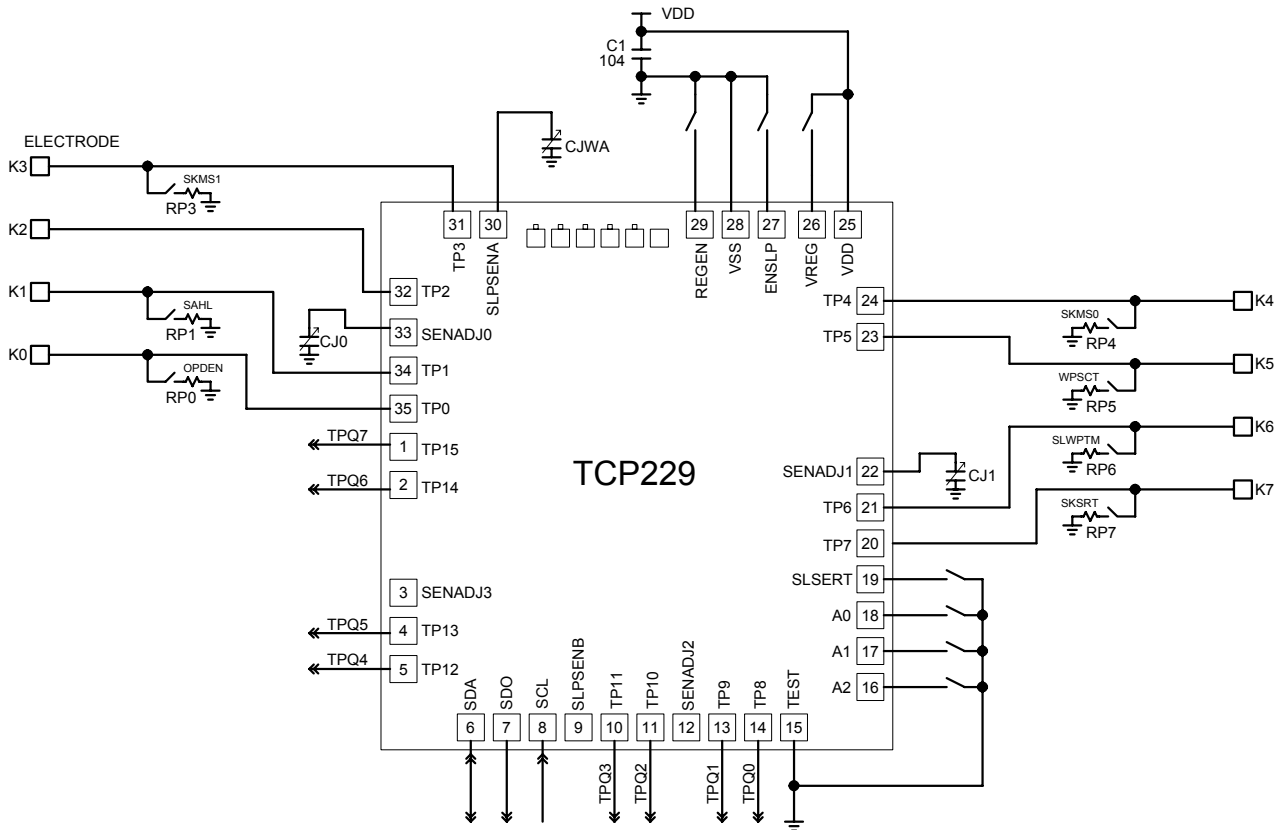 VDD
C1
104
CJWA
ELECTRODE
K3
SKMS1
RP3
K2
K1
SAHL
RP1
K0
OPDEN
RP0
CJ0
31
TP3
30
SLPSENA
29
REGEN
28
VSS
27
ENSLP
26
VREG
25
VDD
32 TP2
33 SENADJ0
34 TP1
35 TP0
TPQ7 1 TP15
TPQ6 2 TP14
3 SENADJ3
TPQ5 4 TP13
TPQ4 5 TP12
TCP229
TP4 24
SKMS0
RP4
K4
TP5 23
WPSCT
RP5
K5
SLWPTM
RP6
K6
SENADJ1 22
CJ1
TP6 21
SKSRT
RP7
K7
TP7 20
SLSERT 19
A0 18
A1 17
A2 16
SDA
6
SDO
7
SCL
8
SLPSENB
9
TP11
10
TPQ3
TP10
11
TPQ2
SENADJ2
12
TP9
13
TPQ1
TP8
14
TPQ0
TEST
15